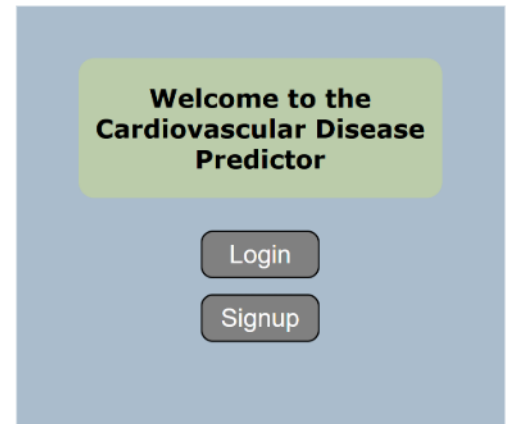 Welcome to the
Cardiovascular Disease
Predictor
Login
Signup